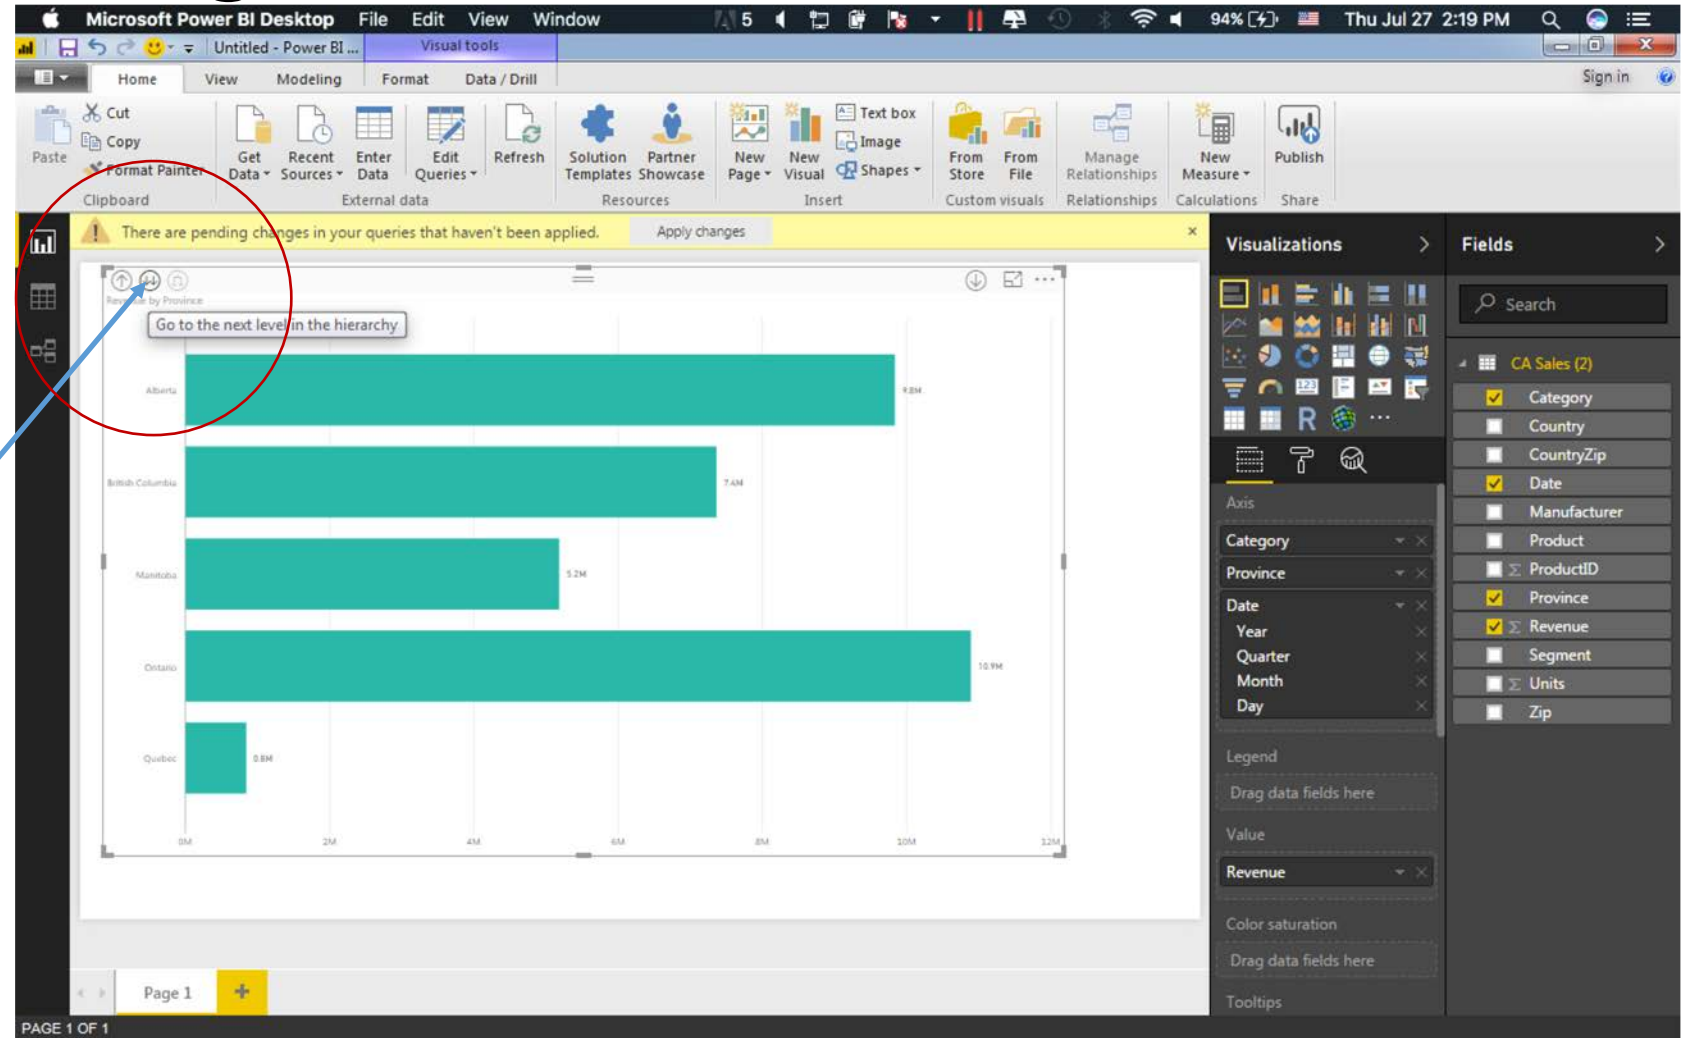 Microsoft Power BI Desktop File Edit View Window 5 94% Thu Jul 27 2:19 PM
Untitled - Power BI ... Visual tools
Home View Modeling Format Data / Drill Sign in
Cut
Copy
Format Painter
Paste
Clipboard
Get Data
Recent Sources
Enter Data
Edit Queries
Refresh
External data
Solution Templates
Partner Showcase
Resources
New Page
New Visual
Text box
Image
Shapes
Insert
From Store
From File
Custom visuals
Manage Relationships
Relationships
New Measure
Calculations
Publish
Share
There are pending changes in your queries that haven't been applied. Apply changes
Revenue by Province
Go to the next level in the hierarchy
Alberta 9.8M
British Columbia 7.4M
Manitoba 5.2M
Ontario 10.9M
Quebec 0.8M
0M 2M 4M 6M 8M 10M 12M
Page 1
PAGE 1 OF 1
Visualizations
123
R
Axis
Category
Province
Date
Year
Quarter
Month
Day
Legend
Drag data fields here
Value
Revenue
Color saturation
Drag data fields here
Tooltips
Fields
Search
CA Sales (2)
Category
Country
CountryZip
Date
Manufacturer
Product
Σ ProductID
Province
Σ Revenue
Segment
Σ Units
Zip